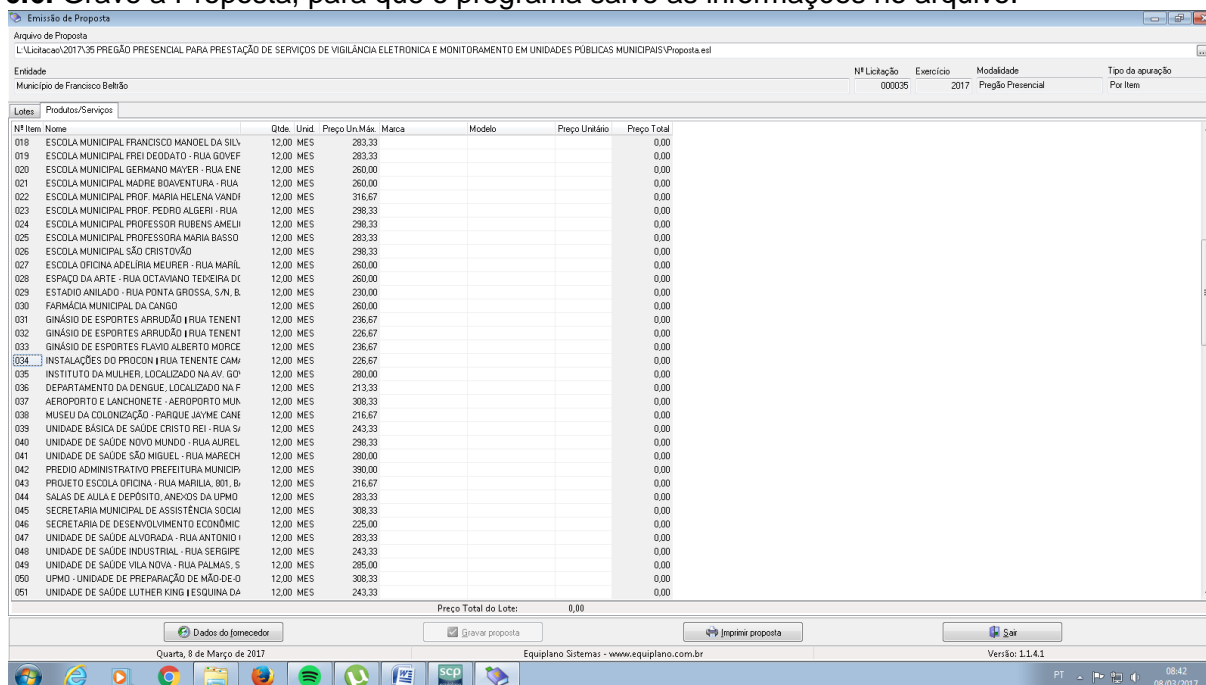 3.3. Grave a Proposta, para que o programa salve as informações no arquivo.
Emissão de Proposta
Arquivo de Proposta
L:\Licitacao\2017\35 PREGÃO PRESENCIAL PARA PRESTAÇÃO DE SERVIÇOS DE VIGILÂNCIA ELETRONICA E MONITORAMENTO EM UNIDADES PÚBLICAS MUNICIPAIS\Proposta.esl
Entidade Nº Licitação Exercício Modalidade Tipo da apuração
Município de Francisco Beltrão 000035 2017 Pregão Presencial Por Item
Lotes Produtos/Serviços
Nº Item Nome Qtde. Unid. Preço Un.Máx. Marca Modelo Preço Unitário Preço Total
018 ESCOLA MUNICIPAL FRANCISCO MANOEL DA SILV 12,00 MES 283,33 0,00
019 ESCOLA MUNICIPAL FREI DEODATO - RUA GOVER 12,00 MES 283,33 0,00
020 ESCOLA MUNICIPAL GERMANO MAYER - RUA ENE 12,00 MES 260,00 0,00
021 ESCOLA MUNICIPAL MADRE BOAVENTURA - RUA 12,00 MES 260,00 0,00
022 ESCOLA MUNICIPAL PROF. MARIA HELENA VANDE 12,00 MES 316,67 0,00
023 ESCOLA MUNICIPAL PROF. PEDRO ALGERI - RUA 12,00 MES 298,33 0,00
024 ESCOLA MUNICIPAL PROFESSOR RUBENS AMELI 12,00 MES 298,33 0,00
025 ESCOLA MUNICIPAL PROFESSORA MARIA BASSO 12,00 MES 283,33 0,00
026 ESCOLA MUNICIPAL SÃO CRISTOVÃO 12,00 MES 298,33 0,00
027 ESCOLA OFICINA ADELÍRIA MEURER - RUA MARÍL 12,00 MES 260,00 0,00
028 ESPAÇO DA ARTE - RUA OCTAVIANO TEIXEIRA DO 12,00 MES 260,00 0,00
029 ESTADIO ANILADO - RUA PONTA GROSSA, S/N, B. 12,00 MES 230,00 0,00
030 FARMÁCIA MUNICIPAL DA CANGO 12,00 MES 260,00 0,00
031 GINÁSIO DE ESPORTES ARRUDÃO | RUA TENENT 12,00 MES 236,67 0,00
032 GINÁSIO DE ESPORTES ARRUDÃO | RUA TENENT 12,00 MES 226,67 0,00
033 GINÁSIO DE ESPORTES FLAVIO ALBERTO MORCE 12,00 MES 236,67 0,00
034 INSTALAÇÕES DO PROCON | RUA TENENTE CAM 12,00 MES 226,67 0,00
035 INSTITUTO DA MULHER, LOCALIZADO NA AV. GO 12,00 MES 280,00 0,00
036 DEPARTAMENTO DA DENGUE, LOCALIZADO NA F 12,00 MES 213,33 0,00
037 AEROPORTO E LANCHONETE - AEROPORTO MUN 12,00 MES 308,33 0,00
038 MUSEU DA COLONIZAÇÃO - PARQUE JAYME CANE 12,00 MES 216,67 0,00
039 UNIDADE BÁSICA DE SAÚDE CRISTO REI - RUA S 12,00 MES 243,33 0,00
040 UNIDADE DE SAÚDE NOVO MUNDO - RUA AUREL 12,00 MES 298,33 0,00
041 UNIDADE DE SAÚDE SÃO MIGUEL - RUA MARECH 12,00 MES 280,00 0,00
042 PREDIO ADMINISTRATIVO PREFEITURA MUNICIP 12,00 MES 390,00 0,00
043 PROJETO ESCOLA OFICINA - RUA MARILIA, 801, B 12,00 MES 216,67 0,00
044 SALAS DE AULA E DEPÓSITO, ANEXOS DA UPMO 12,00 MES 283,33 0,00
045 SECRETARIA MUNICIPAL DE ASSISTÊNCIA SOCIAL 12,00 MES 308,33 0,00
046 SECRETARIA DE DESENVOLVIMENTO ECONÔMIC 12,00 MES 225,00 0,00
047 UNIDADE DE SAÚDE ALVORADA - RUA ANTONIO 12,00 MES 283,33 0,00
048 UNIDADE DE SAÚDE INDUSTRIAL - RUA SERGIPE 12,00 MES 243,33 0,00
049 UNIDADE DE SAÚDE VILA NOVA - RUA PALMAS, S 12,00 MES 285,00 0,00
050 UPMO - UNIDADE DE PREPARAÇÃO DE MÃO-DE-O 12,00 MES 308,33 0,00
051 UNIDADE DE SAÚDE LUTHER KING | ESQUINA DA 12,00 MES 243,33 0,00
Preço Total do Lote: 0,00
Dados do fornecedor Gravar proposta Imprimir proposta Sair
Quarta, 8 de Março de 2017 Equiplano Sistemas - www.equiplano.com.br Versão: 1.1.4.1
scp PT 08:42
08/03/2017